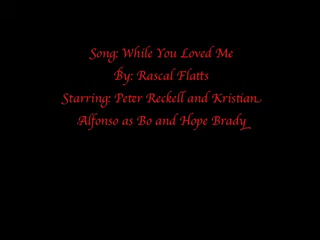 Song: While You Loved Me
By: Rascal Flatts
Starring: Peter Reckell and Kristian
Alfonso as Bo and Hope Brady